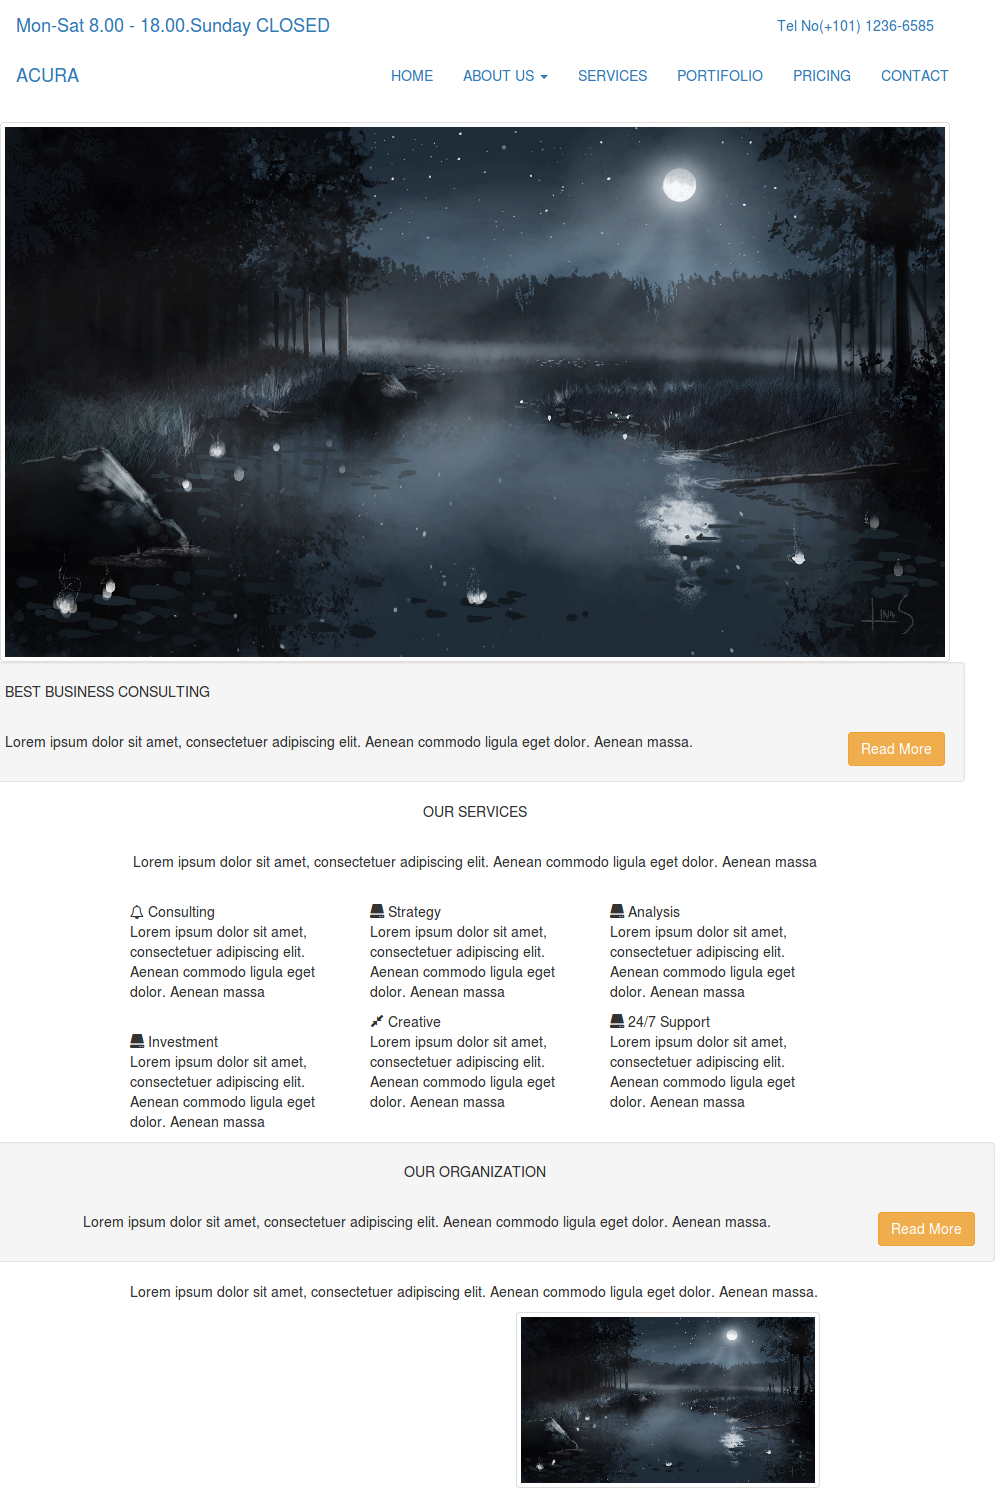 Mon-Sat 8.00 - 18.00.Sunday CLOSED
Tel No(+101) 1236-6585
ACURA
HOME
ABOUT US
SERVICES
PORTIFOLIO
PRICING
CONTACT
BEST BUSINESS CONSULTING
Lorem ipsum dolor sit amet, consectetuer adipiscing elit. Aenean commodo ligula eget dolor. Aenean massa.
Read More
OUR SERVICES
Lorem ipsum dolor sit amet, consectetuer adipiscing elit. Aenean commodo ligula eget dolor. Aenean massa
Consulting
Lorem ipsum dolor sit amet,
consectetuer adipiscing elit.
Aenean commodo ligula eget
dolor. Aenean massa
Strategy
Lorem ipsum dolor sit amet,
consectetuer adipiscing elit.
Aenean commodo ligula eget
dolor. Aenean massa
Analysis
Lorem ipsum dolor sit amet,
consectetuer adipiscing elit.
Aenean commodo ligula eget
dolor. Aenean massa
Investment
Lorem ipsum dolor sit amet,
consectetuer adipiscing elit.
Aenean commodo ligula eget
dolor. Aenean massa
Creative
Lorem ipsum dolor sit amet,
consectetuer adipiscing elit.
Aenean commodo ligula eget
dolor. Aenean massa
24/7 Support
Lorem ipsum dolor sit amet,
consectetuer adipiscing elit.
Aenean commodo ligula eget
dolor. Aenean massa
OUR ORGANIZATION
Lorem ipsum dolor sit amet, consectetuer adipiscing elit. Aenean commodo ligula eget dolor. Aenean massa.
Read More
Lorem ipsum dolor sit amet, consectetuer adipiscing elit. Aenean commodo ligula eget dolor. Aenean massa.